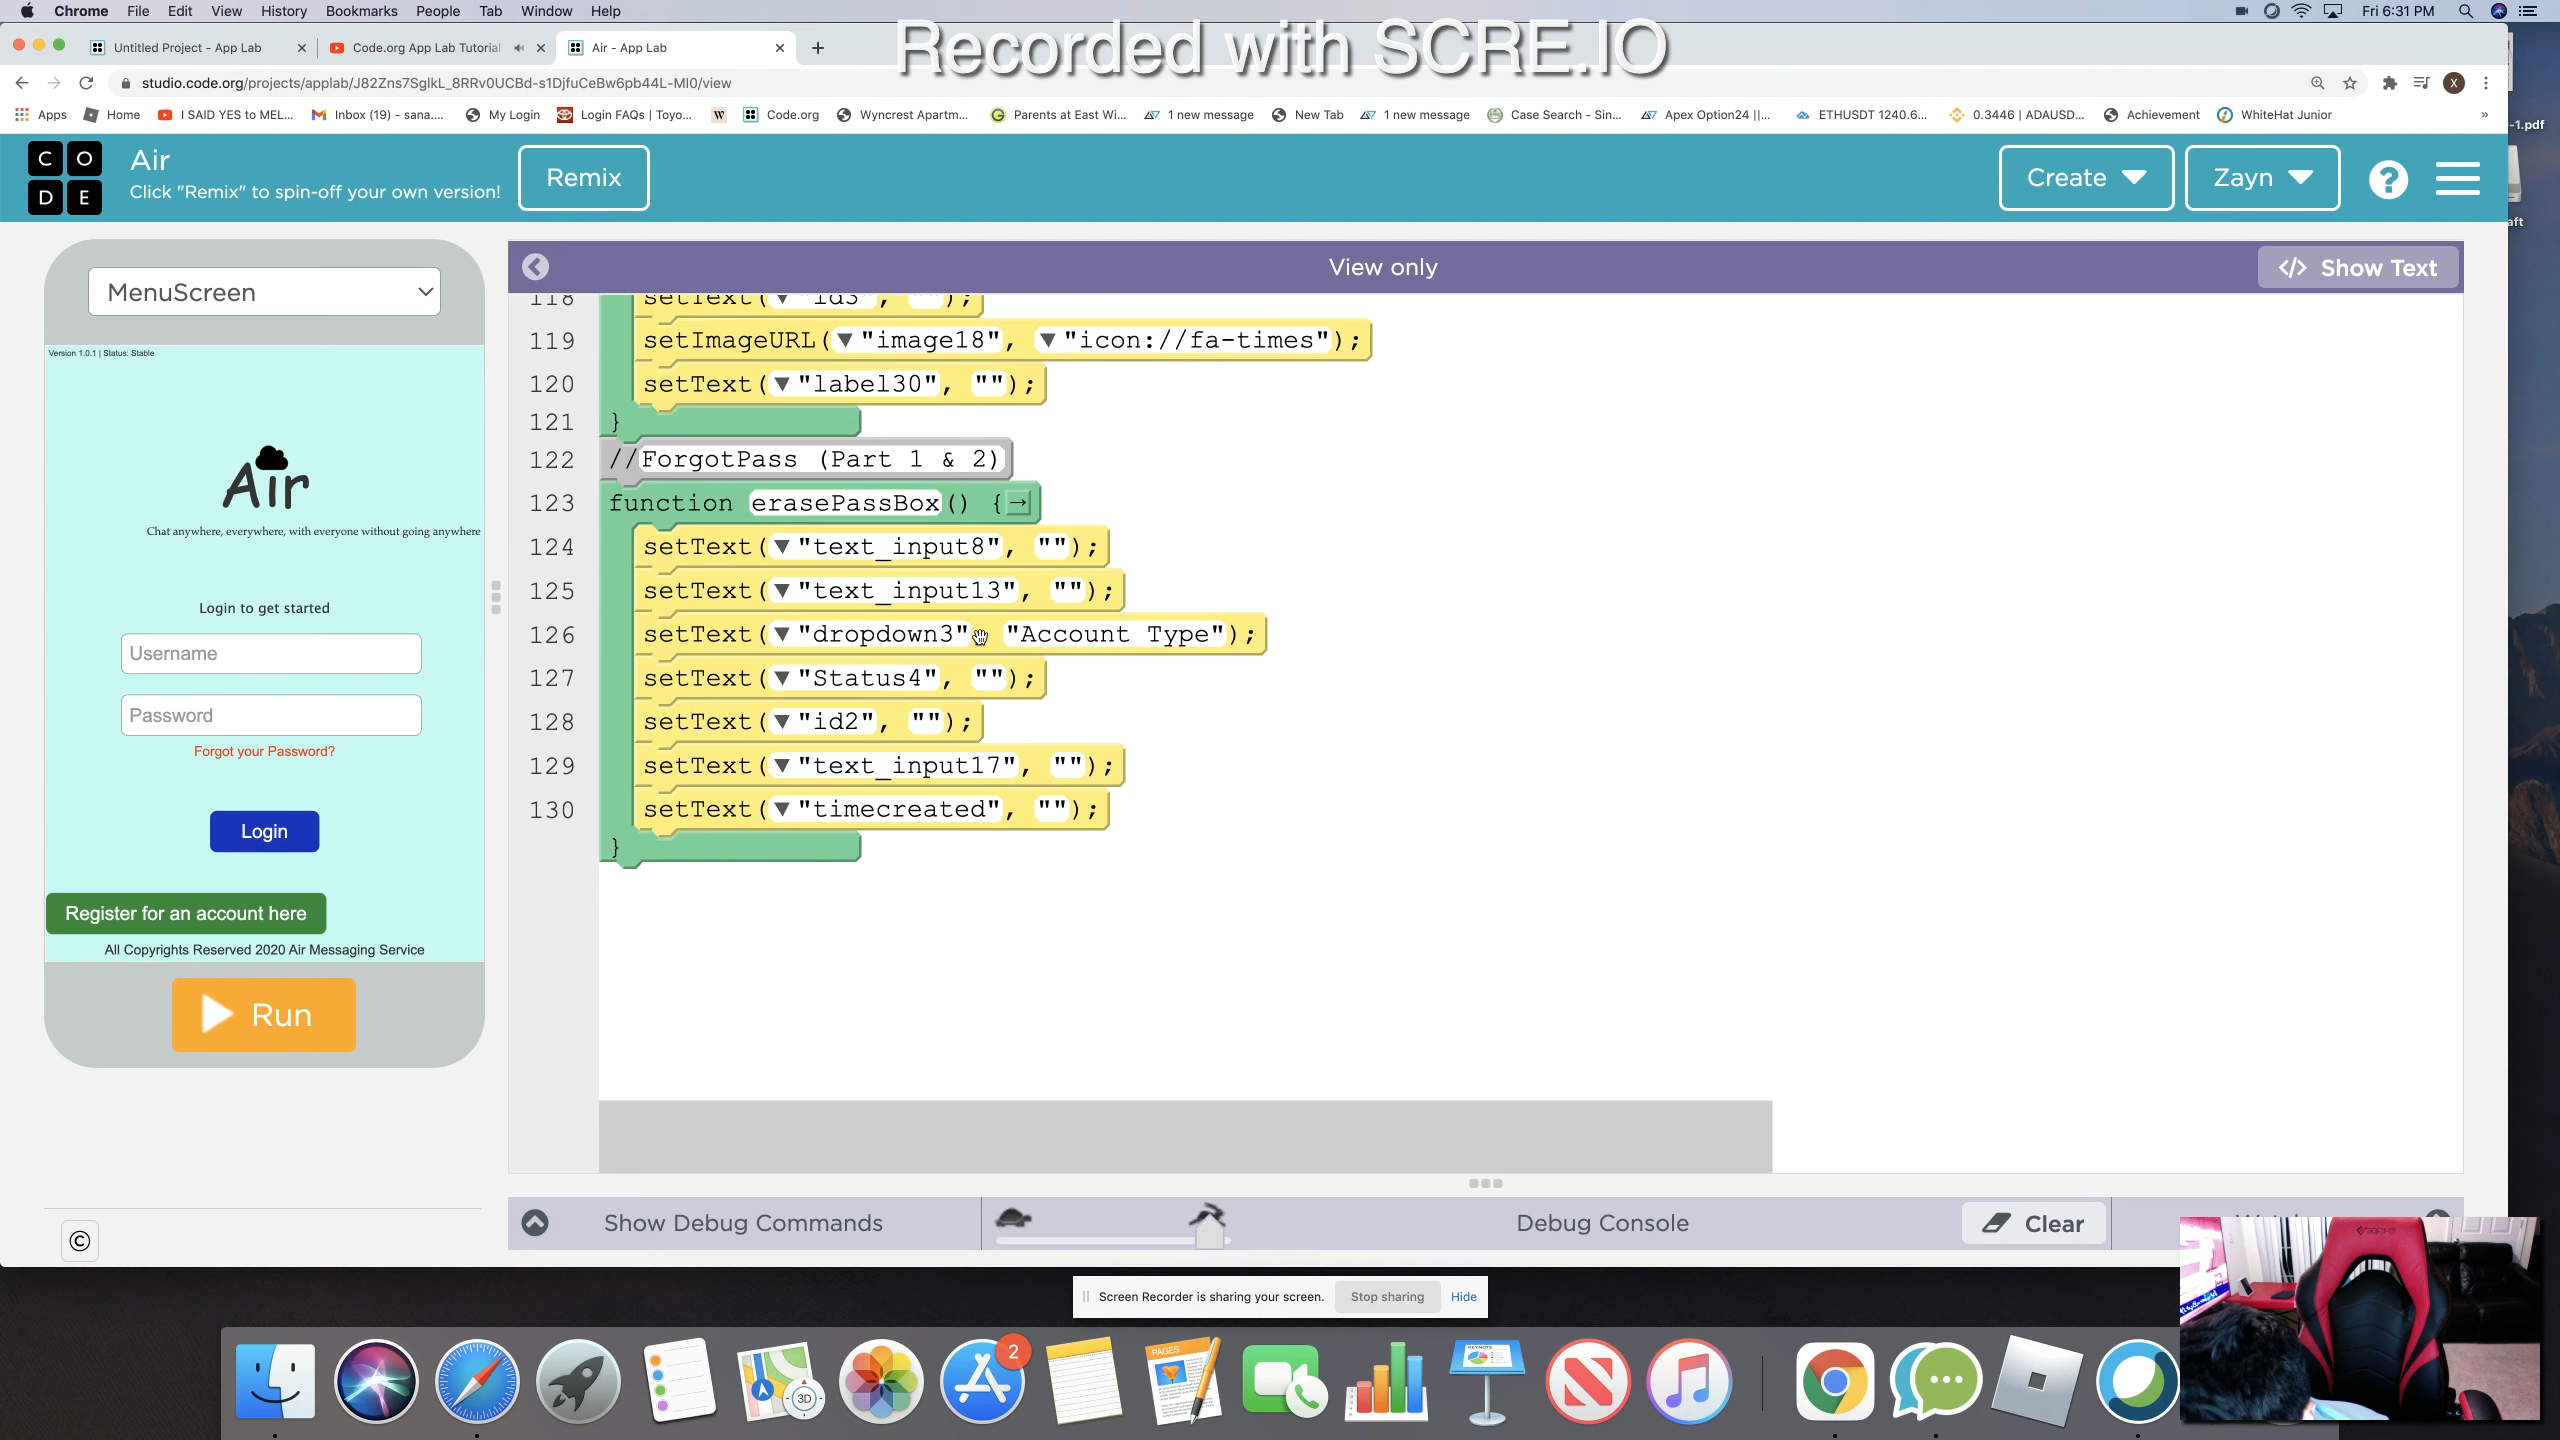 Chrome File Edit View History Bookmarks People Tab Window Help Fri 6:31 PM
Untitled Project - App Lab Code.org App Lab Tutorial Air - App Lab
Recorded with SCRE.IO
studio.code.org/projects/applab/J82Zns7SglkL_8RRv0UCBd-s1DjfuCeBw6pb44L-MI0/view X
Apps Home I SAID YES to MEL... Inbox (19) - sana.... My Login Login FAQs | Toyo... W Code.org Wyncrest Apartm... Parents at East Wi... 1 new message New Tab 1 new message Case Search - Sin... Apex Option24 ||... ETHUSDT 1240.6... 0.3446 | ADAUSD... Achievement WhiteHat Junior »
-1.pdf
aft
C O D E
Air
Click "Remix" to spin-off your own version!
Remix
Create
Zayn
?
MenuScreen
Version 1.0.1 | Status: Stable
Air
Chat anywhere, everywhere, with everyone without going anywhere
Login to get started
Username
Password
Forgot your Password?
Login
Register for an account here
All Copyrights Reserved 2020 Air Messaging Service
Run
©
View only
</> Show Text
118 setText("id3", "");
119 setImageURL("image18", "icon://fa-times");
120 setText("label30", "");
121 }
122 //ForgotPass (Part 1 & 2)
123 function erasePassBox() {→
124 setText("text_input8", "");
125 setText("text_input13", "");
126 setText("dropdown3" "Account Type");
127 setText("Status4", "");
128 setText("id2", "");
129 setText("text_input17", "");
130 setText("timecreated", "");
}
Show Debug Commands
Debug Console
Clear
Screen Recorder is sharing your screen. Stop sharing Hide
2
3D
PAGES
KEYNOTE